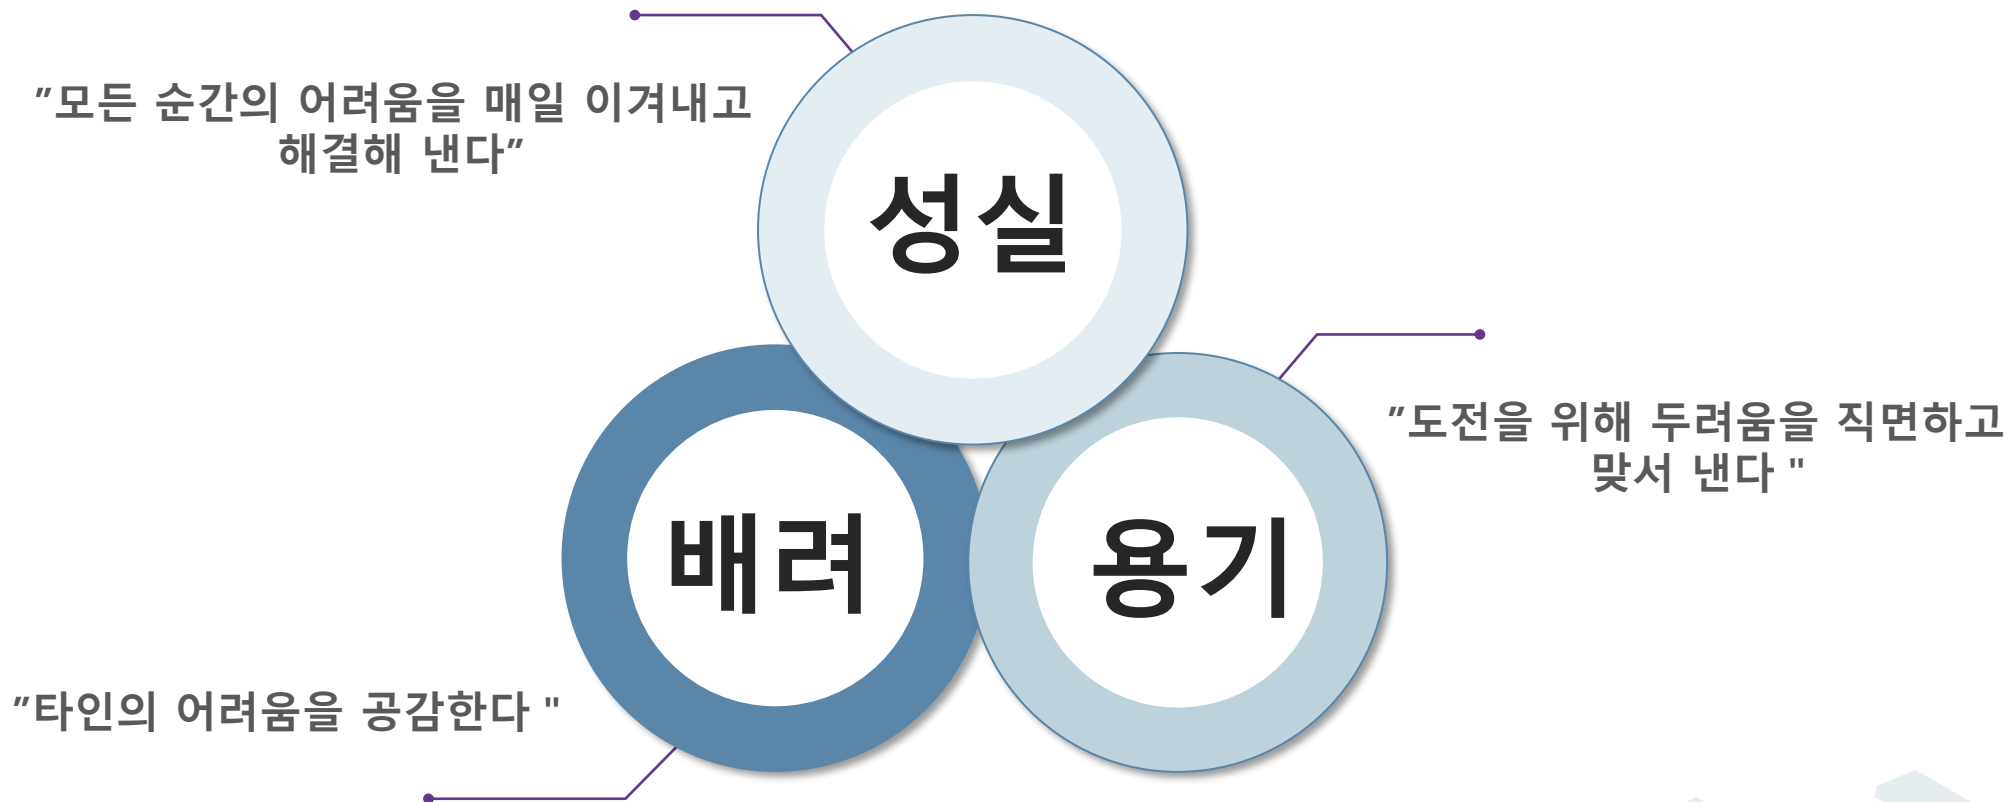 "모든 순간의 어려움을 매일 이겨내고
해결해 낸다"
성실
"도전을 위해 두려움을 직면하고
맞서 낸다 "
배려
용기
"타인의 어려움을 공감한다 "